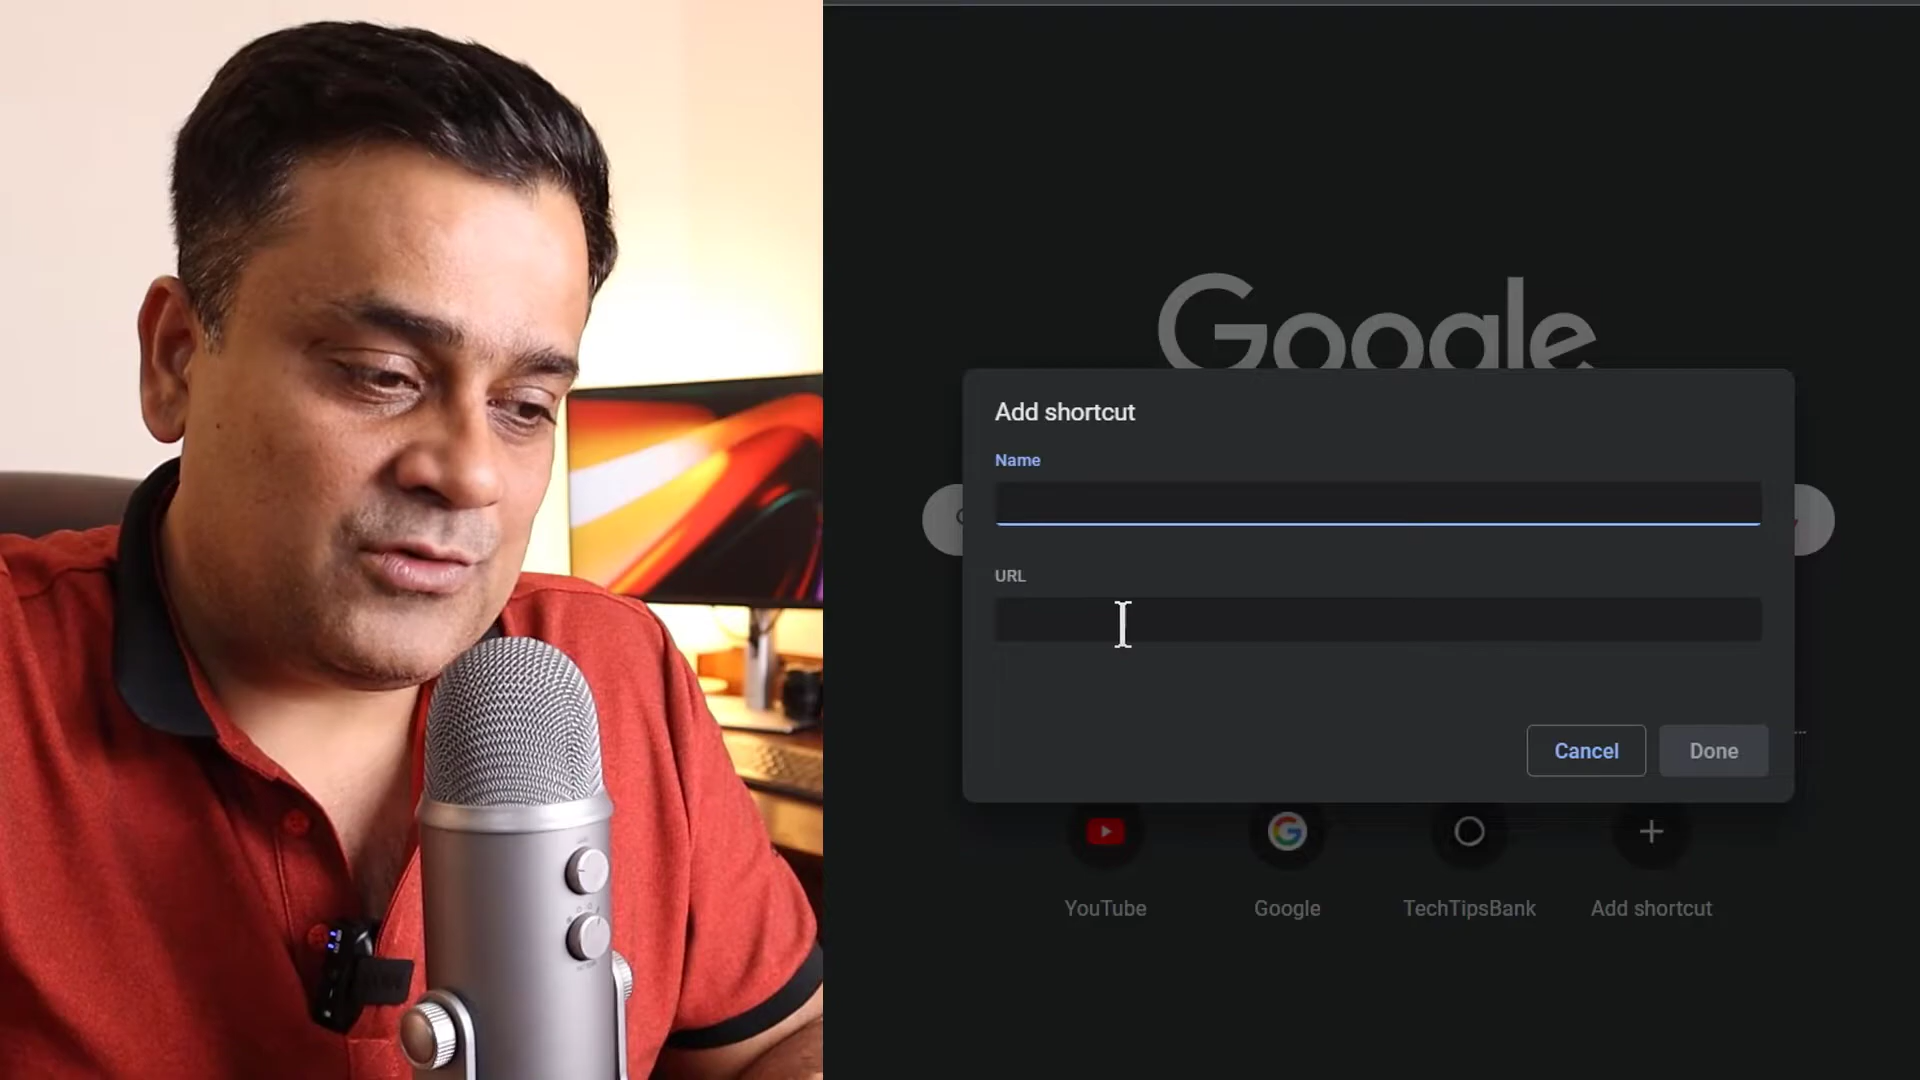 Google
Add shortcut
Name
URL
Cancel
Done
YouTube
Google
TechTipsBank
Add shortcut